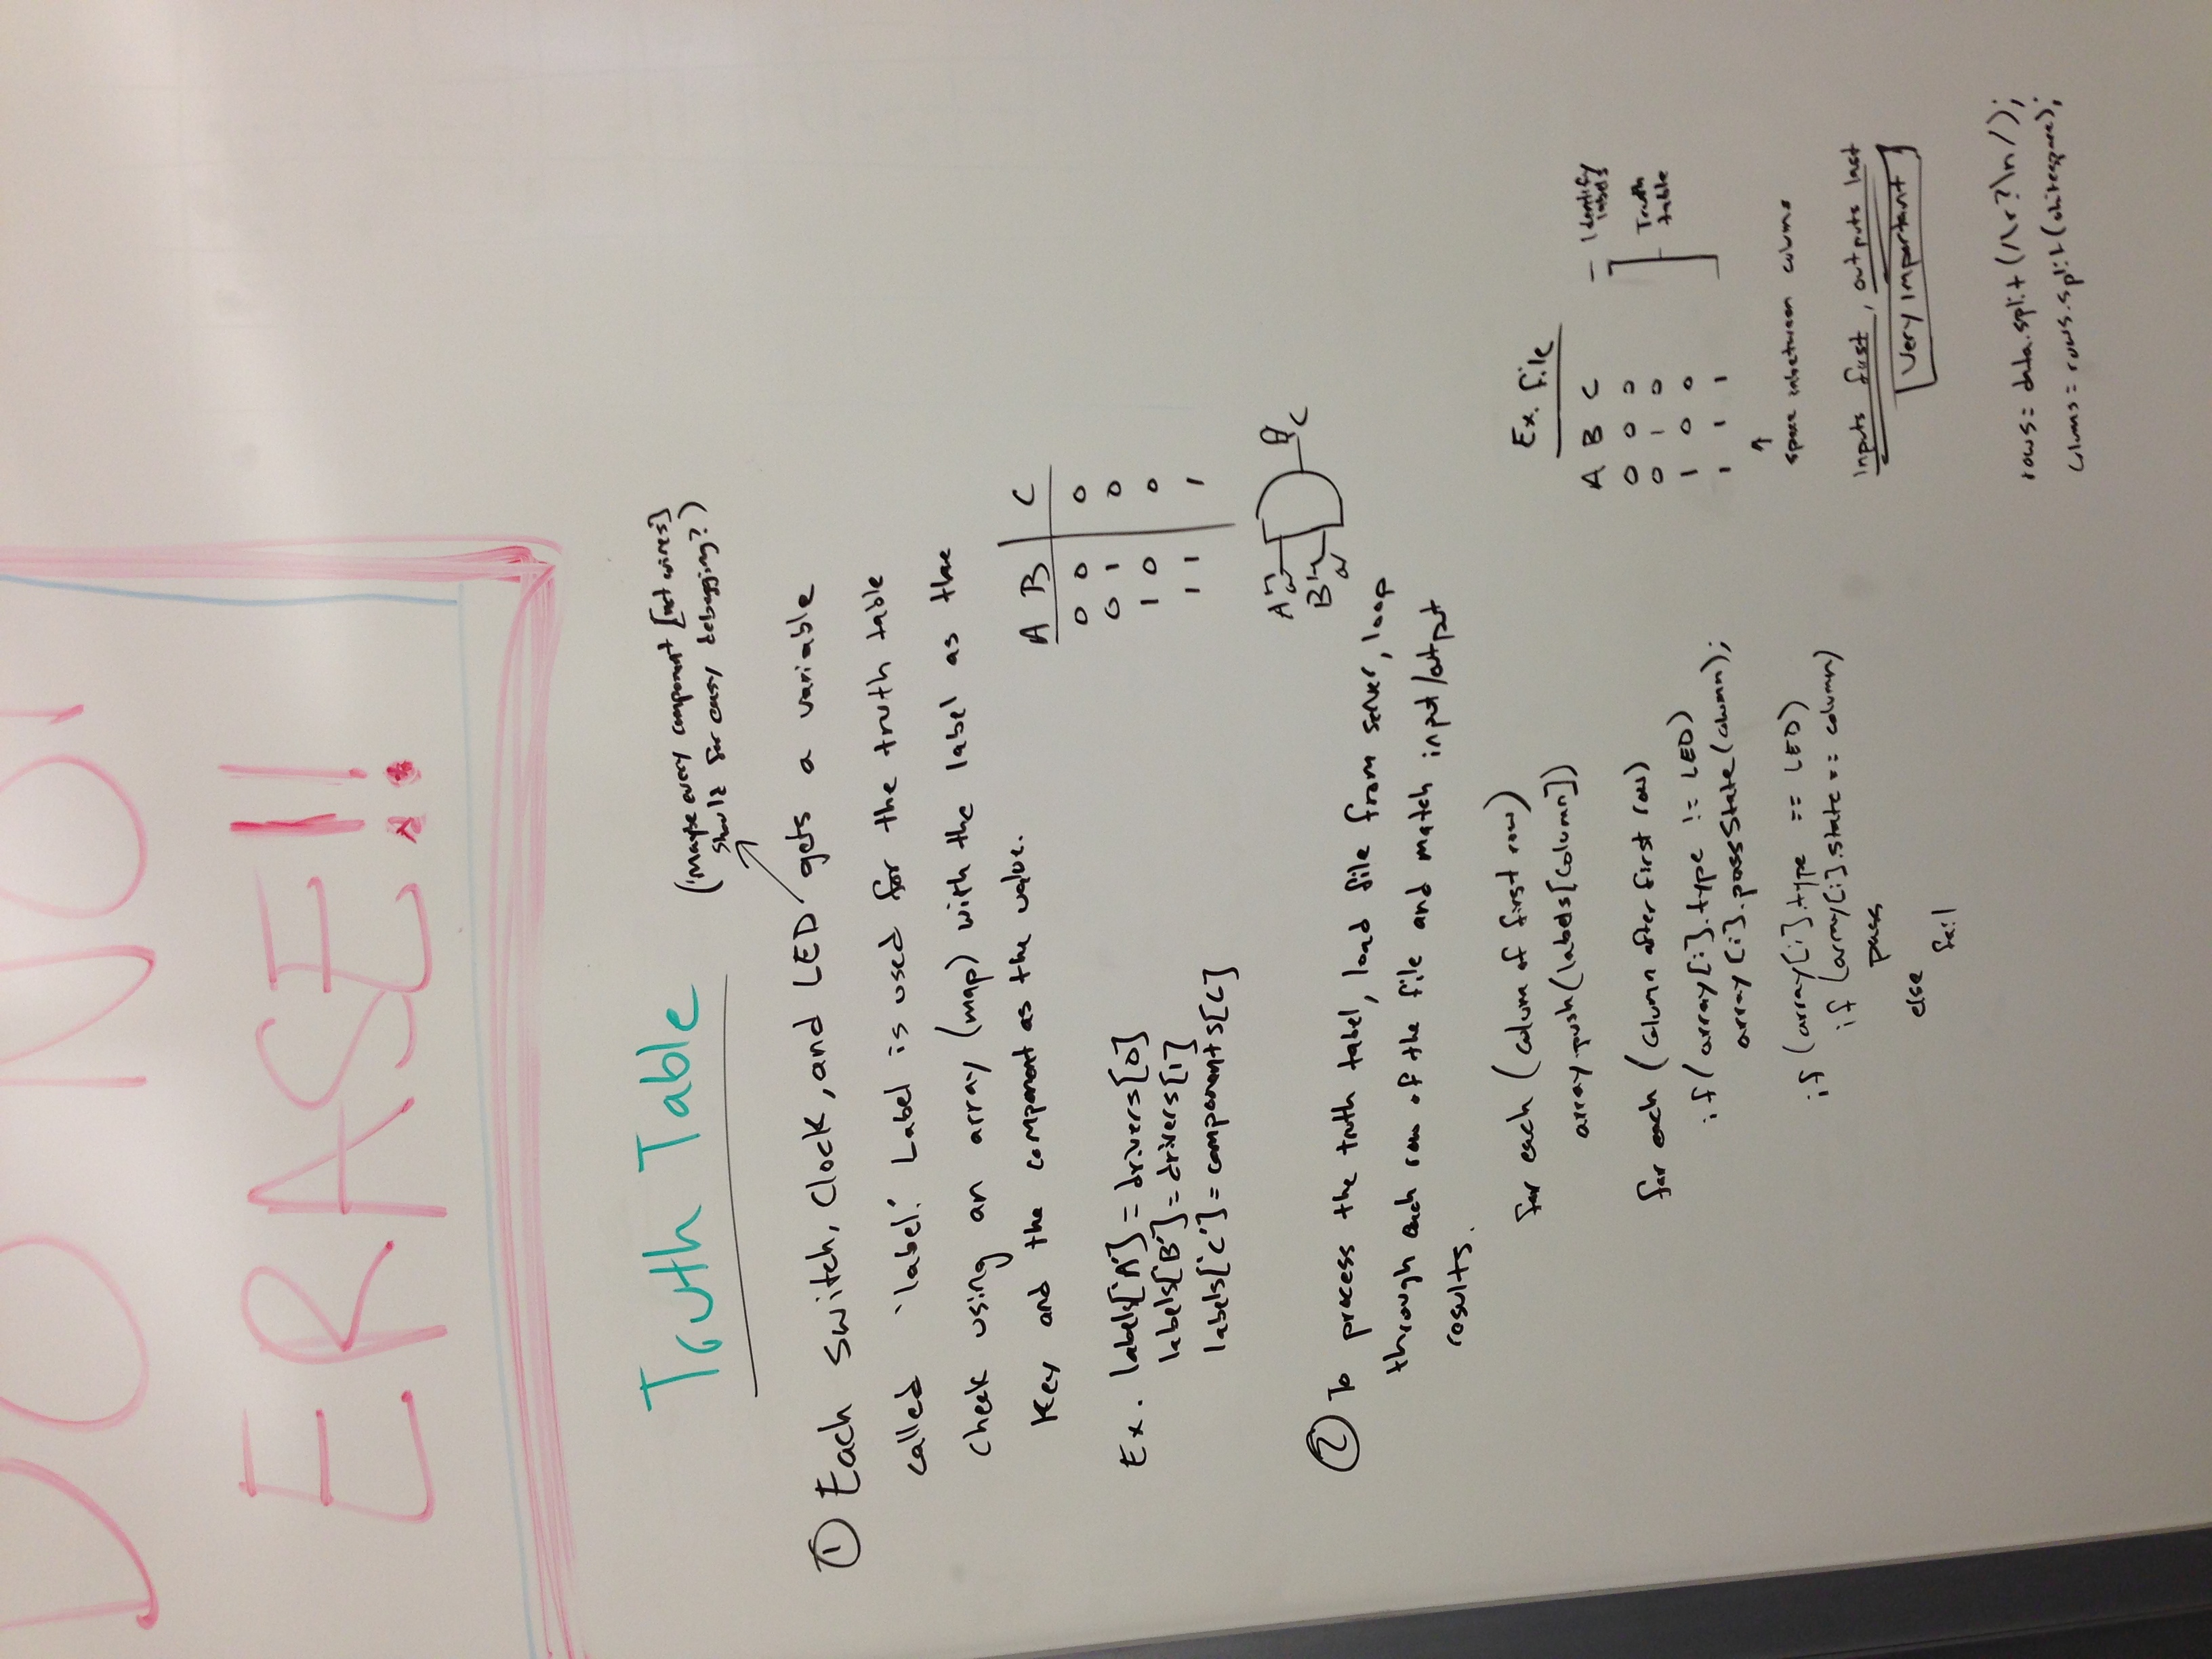 DO NOT
ERASE!!
Truth Table
(Maybe every component [not wires]
should for easy debugging?)
① Each switch, Clock, and LED gets a variable
called 'label.' Label is used for the truth table
check using an array (map) with the label as the
Key and the component as the value.
Ex. labels['A'] = drivers[0]
labels['B'] = drivers[1]
labels['C'] = components[C]
A B C
0 0 0
0 1 0
1 0 0
1 1 1
A
B
C
② To process the truth tabel, load file from server, loop
through each row of the file and match input/output
results.
for each (column of first row)
array.push(labels[column])
for each (column after first row)
if (array[i].type != LED)
array[i].passState(column);
if (array[i].type == LED)
if (array[i].state == column)
pass
else
fail
Ex. file
A B C – Identify
labels
0 0 0
0 1 0
1 0 0
1 1 1
Truth
table
space inbetween colums
Inputs first, outputs last
Very Important
rows = data.split(/\r?\n/);
colums = rows.split(whitespace);